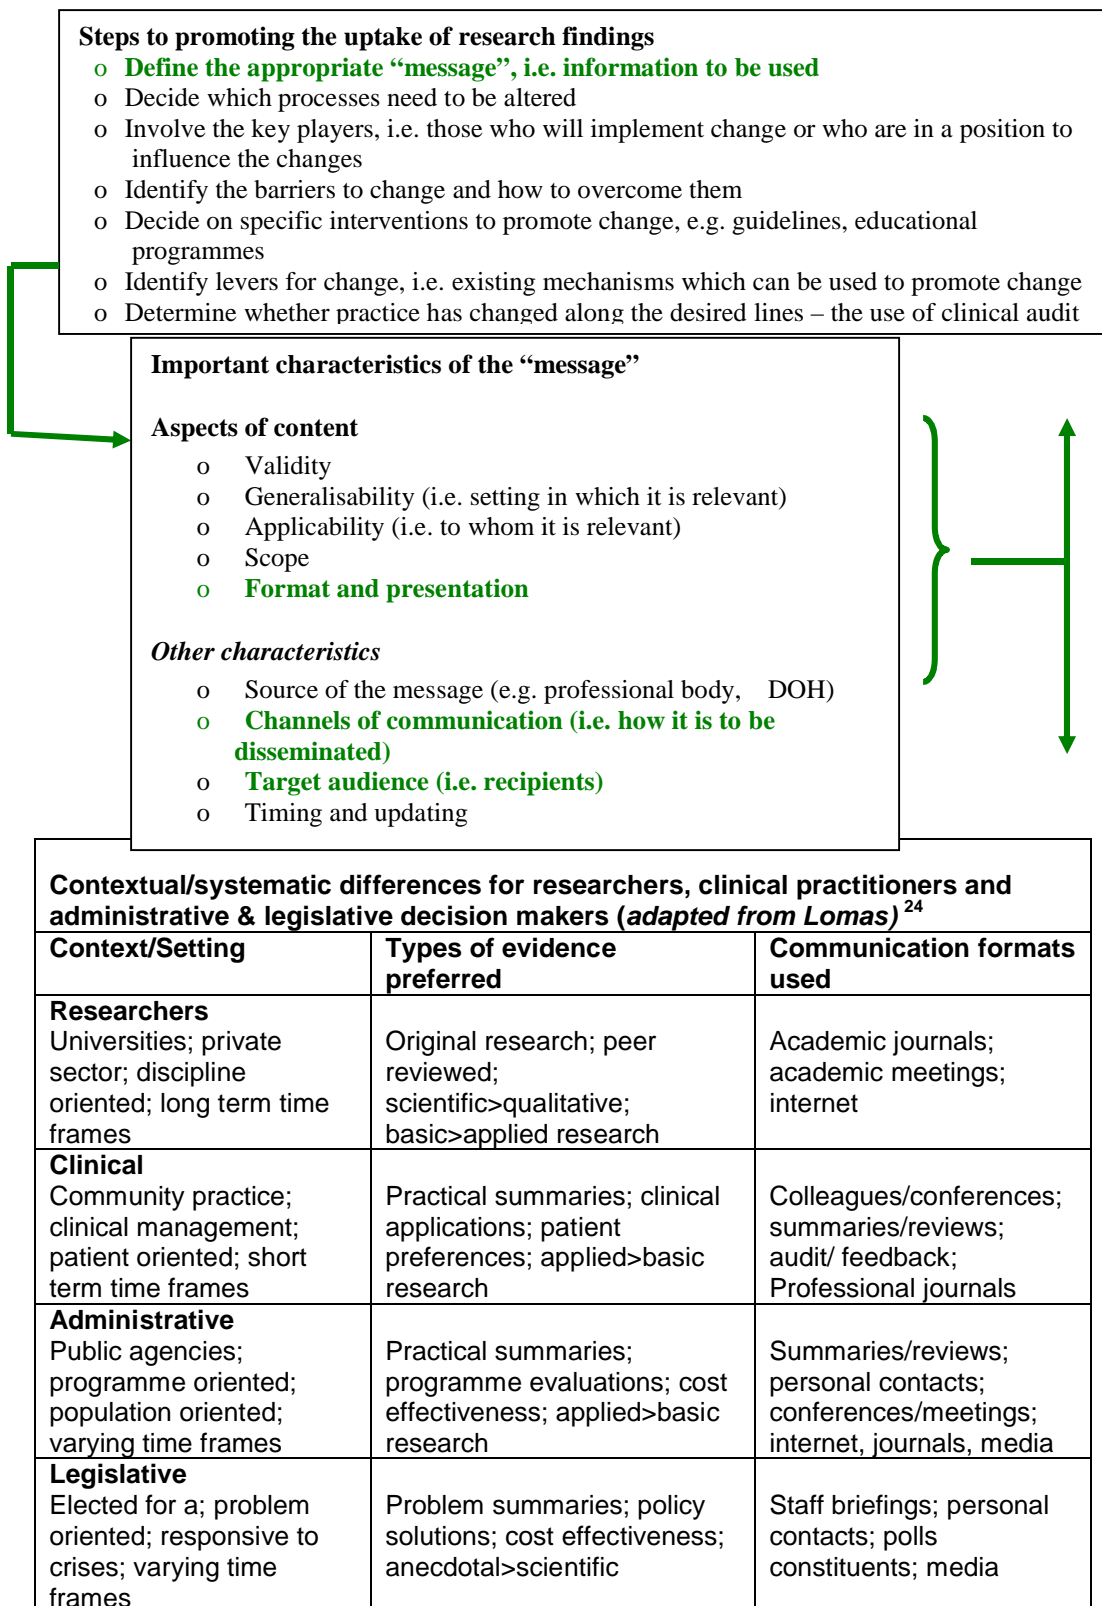 Steps to promoting the uptake of research findings
o Define the appropriate “message”, i.e. information to be used
o Decide which processes need to be altered
o Involve the key players, i.e. those who will implement change or who are in a position to
influence the changes
o Identify the barriers to change and how to overcome them
o Decide on specific interventions to promote change, e.g. guidelines, educational
programmes
o Identify levers for change, i.e. existing mechanisms which can be used to promote change
o Determine whether practice has changed along the desired lines – the use of clinical audit
Important characteristics of the “message”
Aspects of content
o Validity
o Generalisability (i.e. setting in which it is relevant)
o Applicability (i.e. to whom it is relevant)
o Scope
o Format and presentation
Other characteristics
o Source of the message (e.g. professional body, DOH)
o Channels of communication (i.e. how it is to be
disseminated)
o Target audience (i.e. recipients)
o Timing and updating
Contextual/systematic differences for researchers, clinical practitioners and
administrative & legislative decision makers (adapted from Lomas) 24
Context/Setting
Types of evidence
preferred
Communication formats
used
Researchers
Universities; private
sector; discipline
oriented; long term time
frames
Original research; peer
reviewed;
scientific>qualitative;
basic>applied research
Academic journals;
academic meetings;
internet
Clinical
Community practice;
clinical management;
patient oriented; short
term time frames
Practical summaries; clinical
applications; patient
preferences; applied>basic
research
Colleagues/conferences;
summaries/reviews;
audit/ feedback;
Professional journals
Administrative
Public agencies;
programme oriented;
population oriented;
varying time frames
Practical summaries;
programme evaluations; cost
effectiveness; applied>basic
research
Summaries/reviews;
personal contacts;
conferences/meetings;
internet, journals, media
Legislative
Elected for a; problem
oriented; responsive to
crises; varying time
frames
Problem summaries; policy
solutions; cost effectiveness;
anecdotal>scientific
Staff briefings; personal
contacts; polls
constituents; media